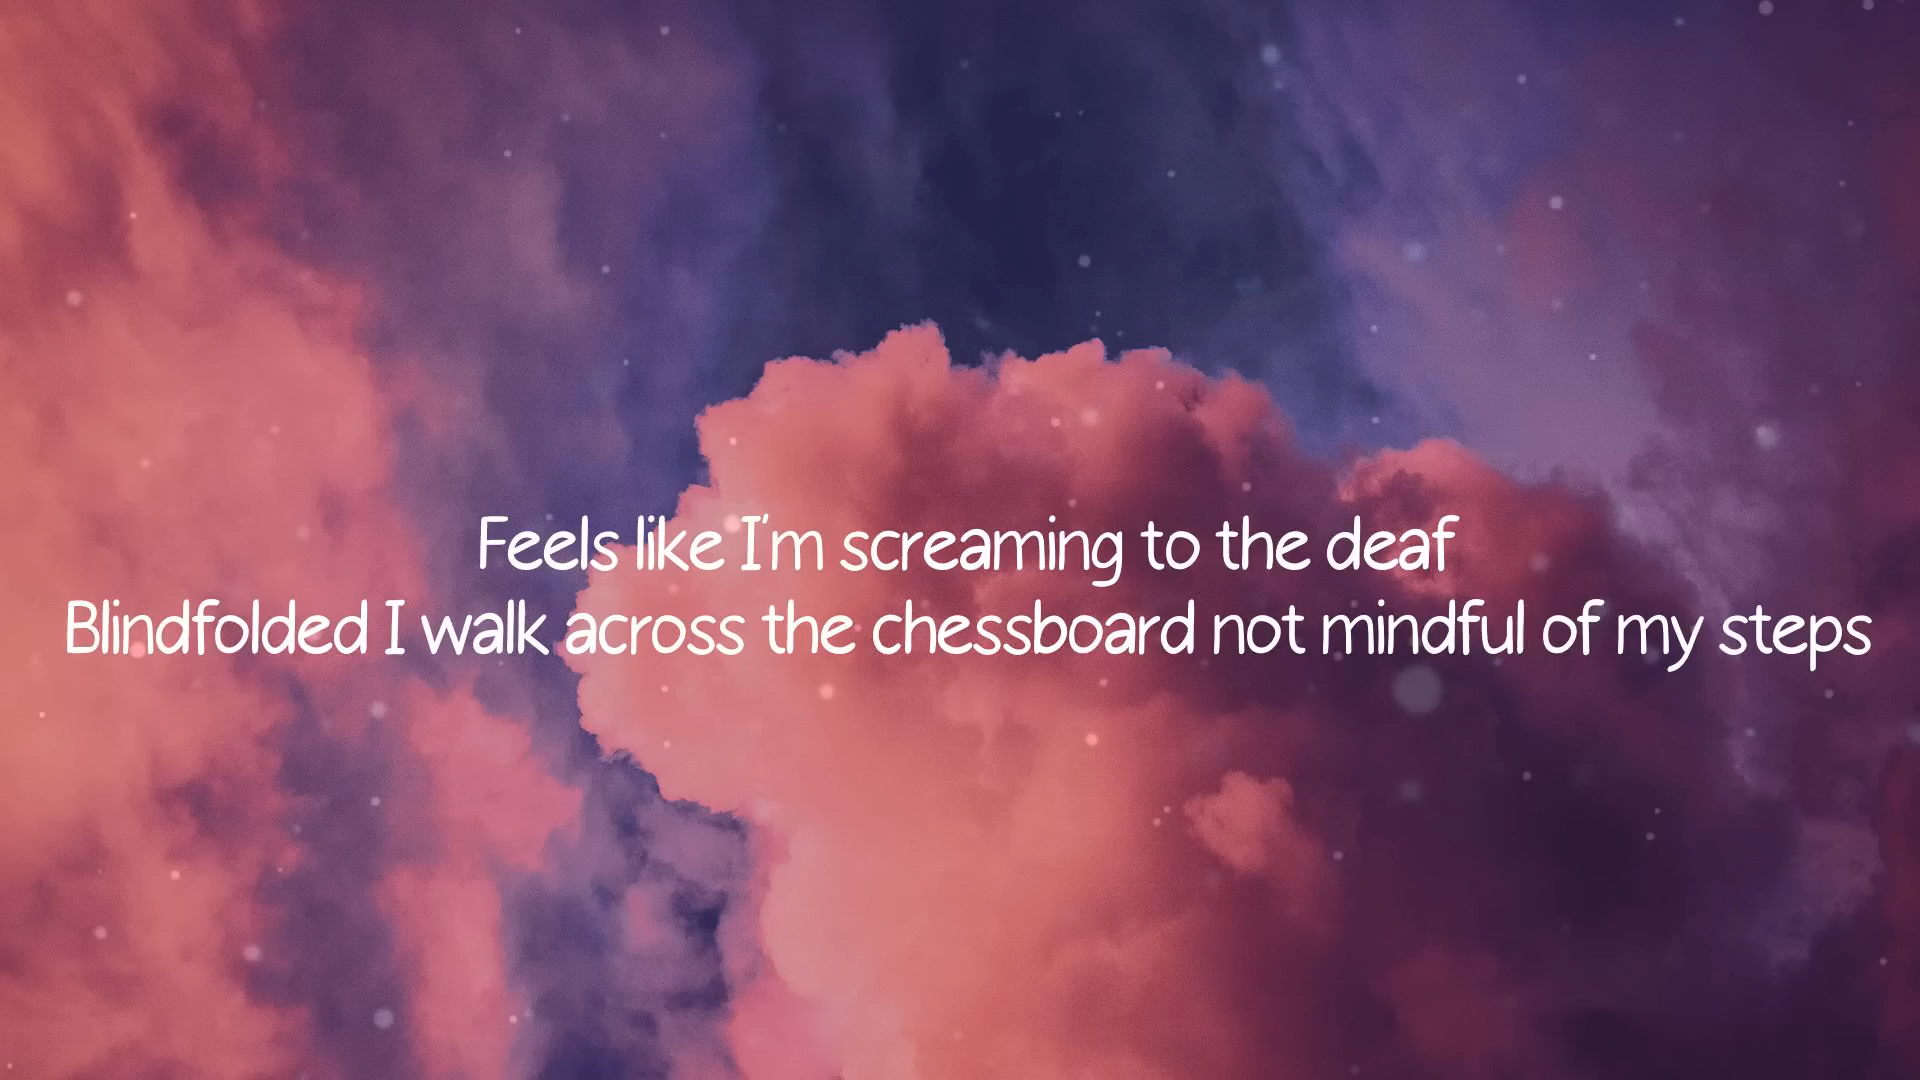 Feels like I'm screaming to the deaf
Blindfolded I walk across the chessboard not mindful of my steps